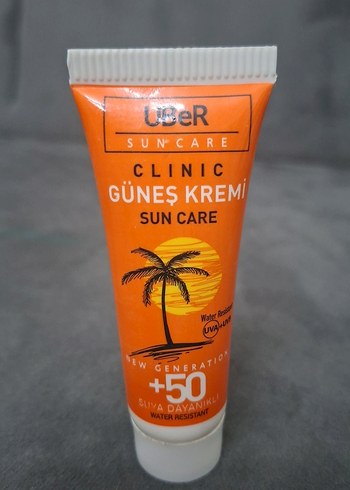 UBeR
SUN CARE
CLINIC
GÜNEŞ KREMİ
SUN CARE
Water Resistant
UVA+UVB
NEW GENERATION
+50
SUYA DAYANIKLI
WATER RESISTANT